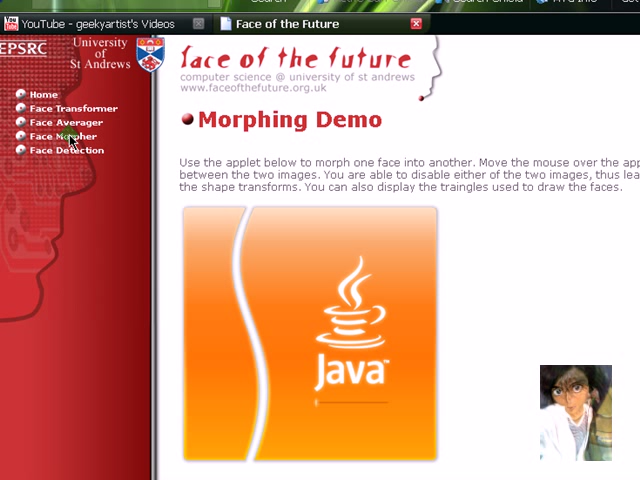 YouTube - geekyartist's Videos
Face of the Future
EPSRC
University
of
St Andrews
face of the future
computer science @ university of st andrews
www.faceofthefuture.org.uk
Home
Face Transformer
Face Averager
Face Morpher
Face Detection
Morphing Demo
Use the applet below to morph one face into another. Move the mouse over the app
between the two images. You are able to disable either of the two images, thus lea
the shape transforms. You can also display the traingles used to draw the faces.
Java™